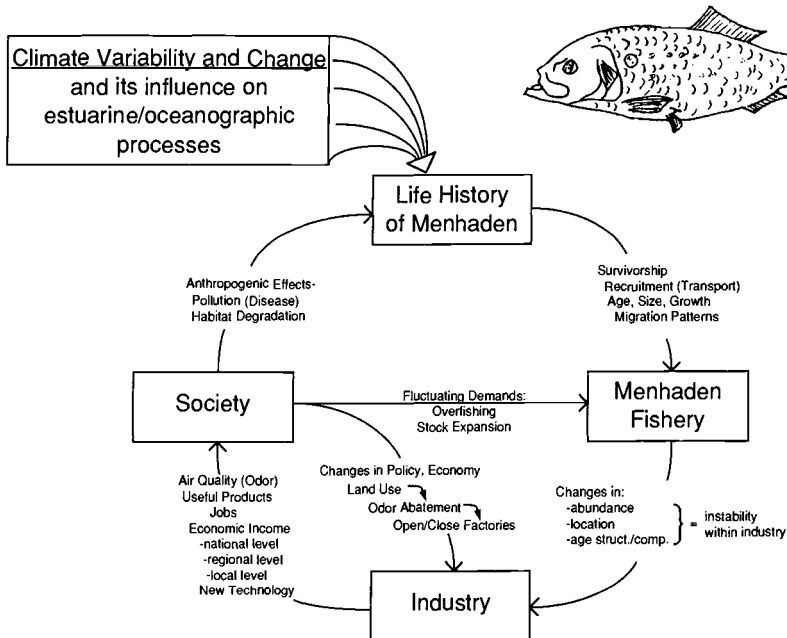 Climate Variability and Change
and its influence on
estuarine/oceanographic
processes
Life History
of Menhaden
Anthropogenic Effects-
Pollution (Disease)
Habitat Degradation
Survivorship
Recruitment (Transport)
Age, Size, Growth
Migration Patterns
Society
Fluctuating Demands:
Overfishing
Stock Expansion
Menhaden
Fishery
Air Quality (Odor)
Useful Products
Jobs
Economic Income
-national level
-regional level
-local level
New Technology
Changes in Policy, Economy
Land Use
Odor Abatement
Open/Close Factories
Changes in:
-abundance
-location
-age struct./comp.
= instability
within industry
Industry